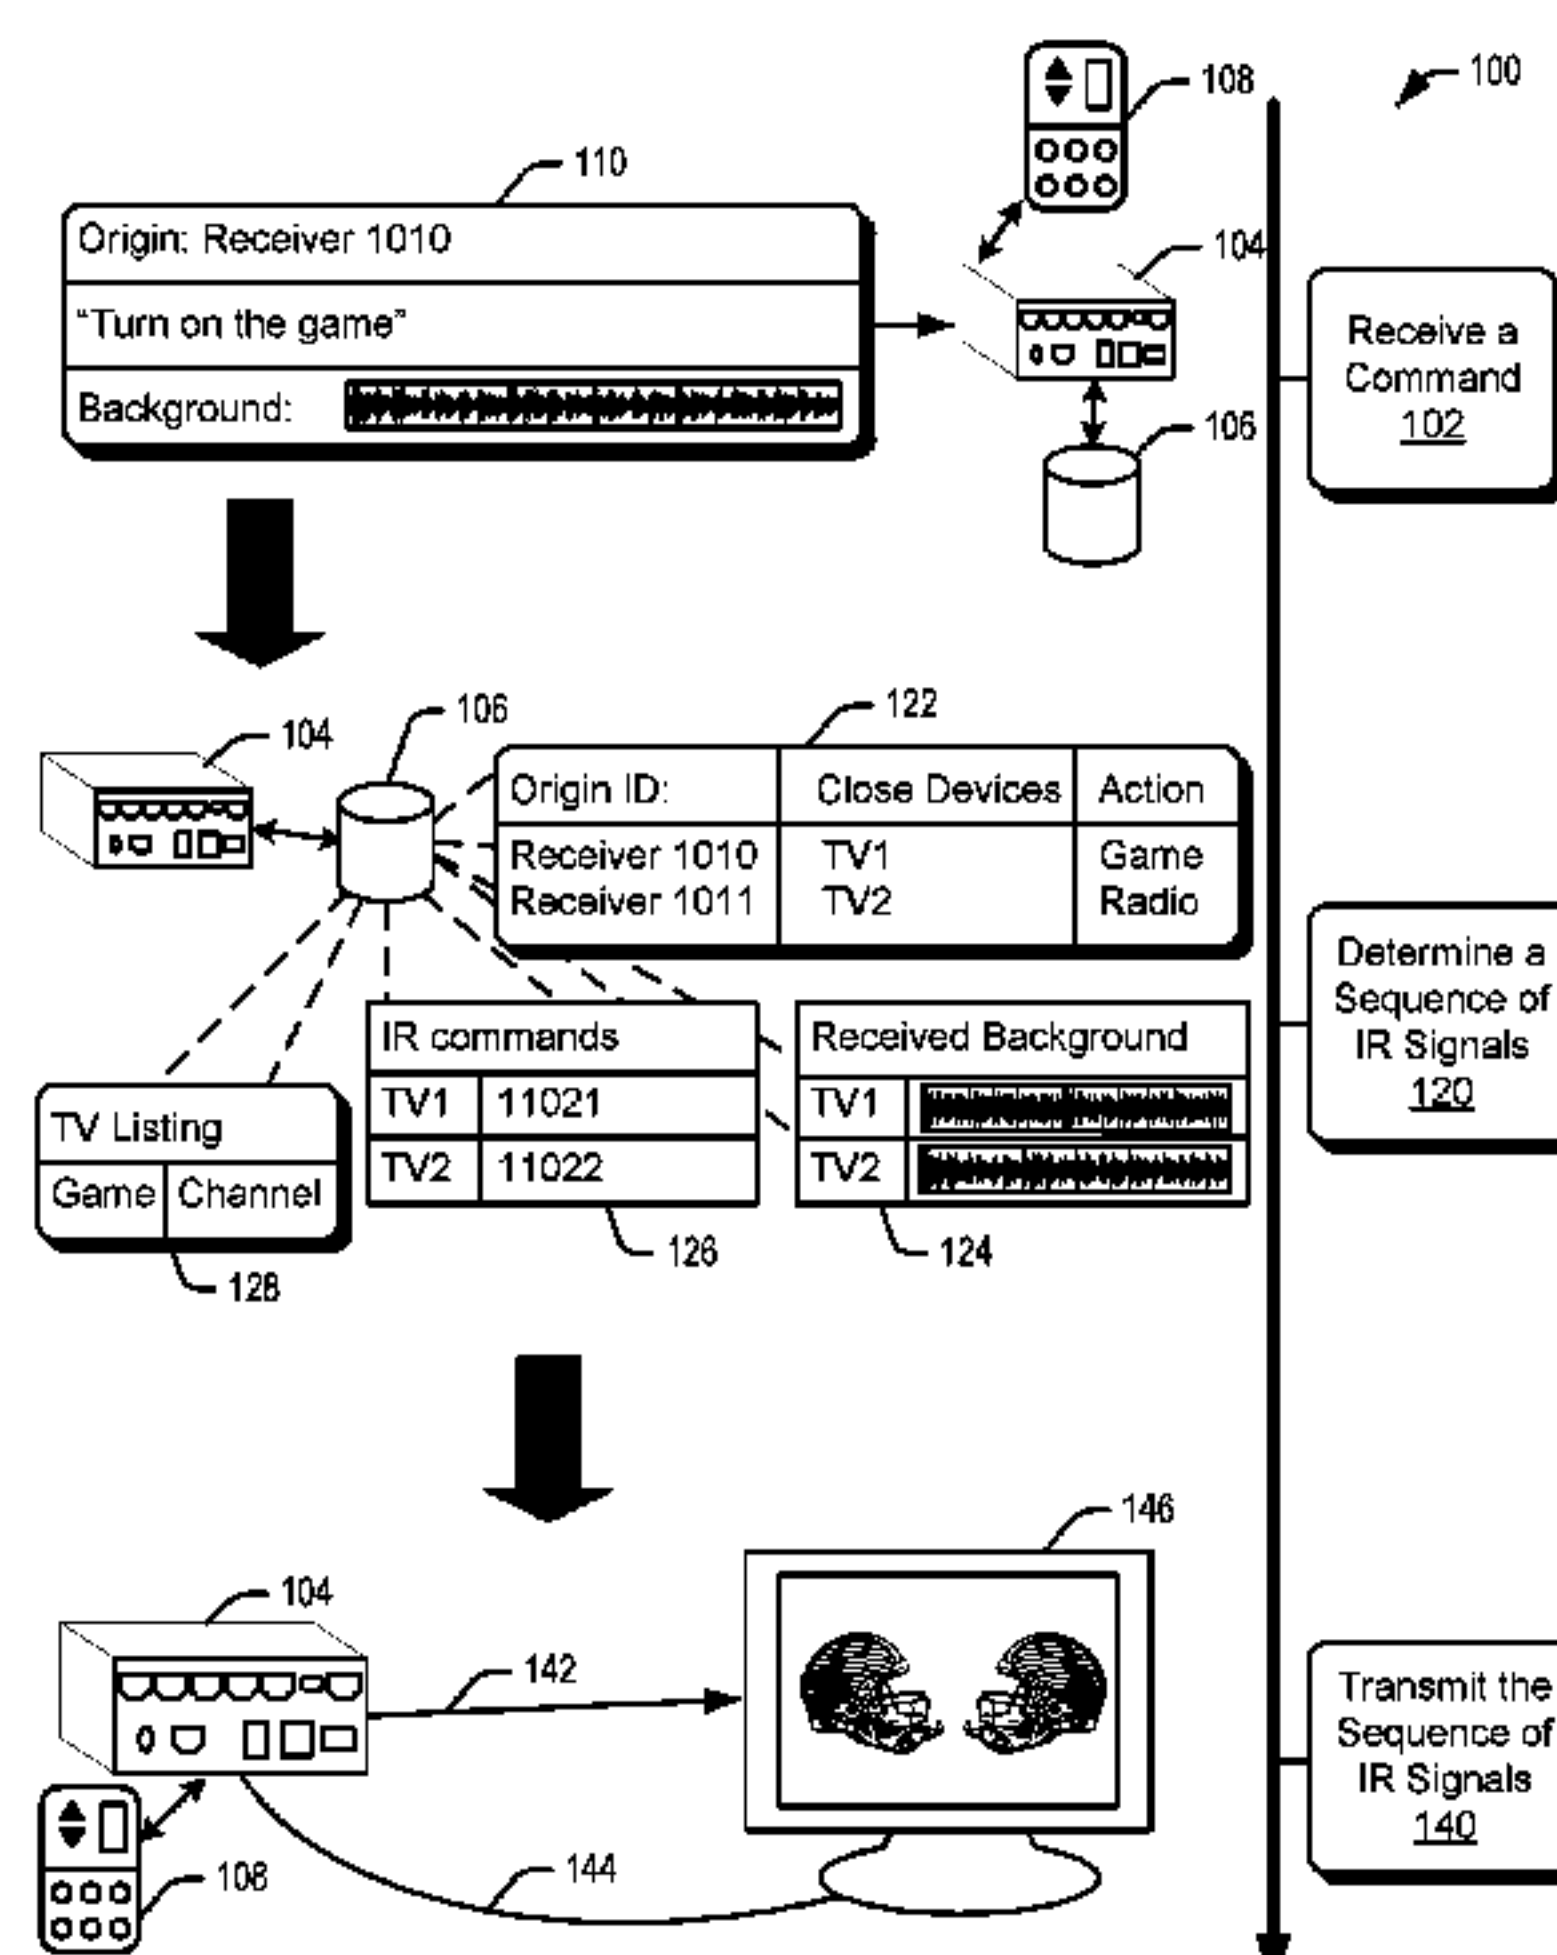 108
100
110
Origin: Receiver 1010
104
"Turn on the game"
Receive a
Command
102
Background:
106
106
122
104
Origin ID: Close Devices Action
Receiver 1010 TV1 Game
Receiver 1011 TV2 Radio
Determine a
Sequence of
IR Signals
120
IR commands
TV1 11021
TV2 11022
Received Background
TV1
TV2
TV Listing
Game Channel
126
124
128
146
104
142
Transmit the
Sequence of
IR Signals
140
144
108